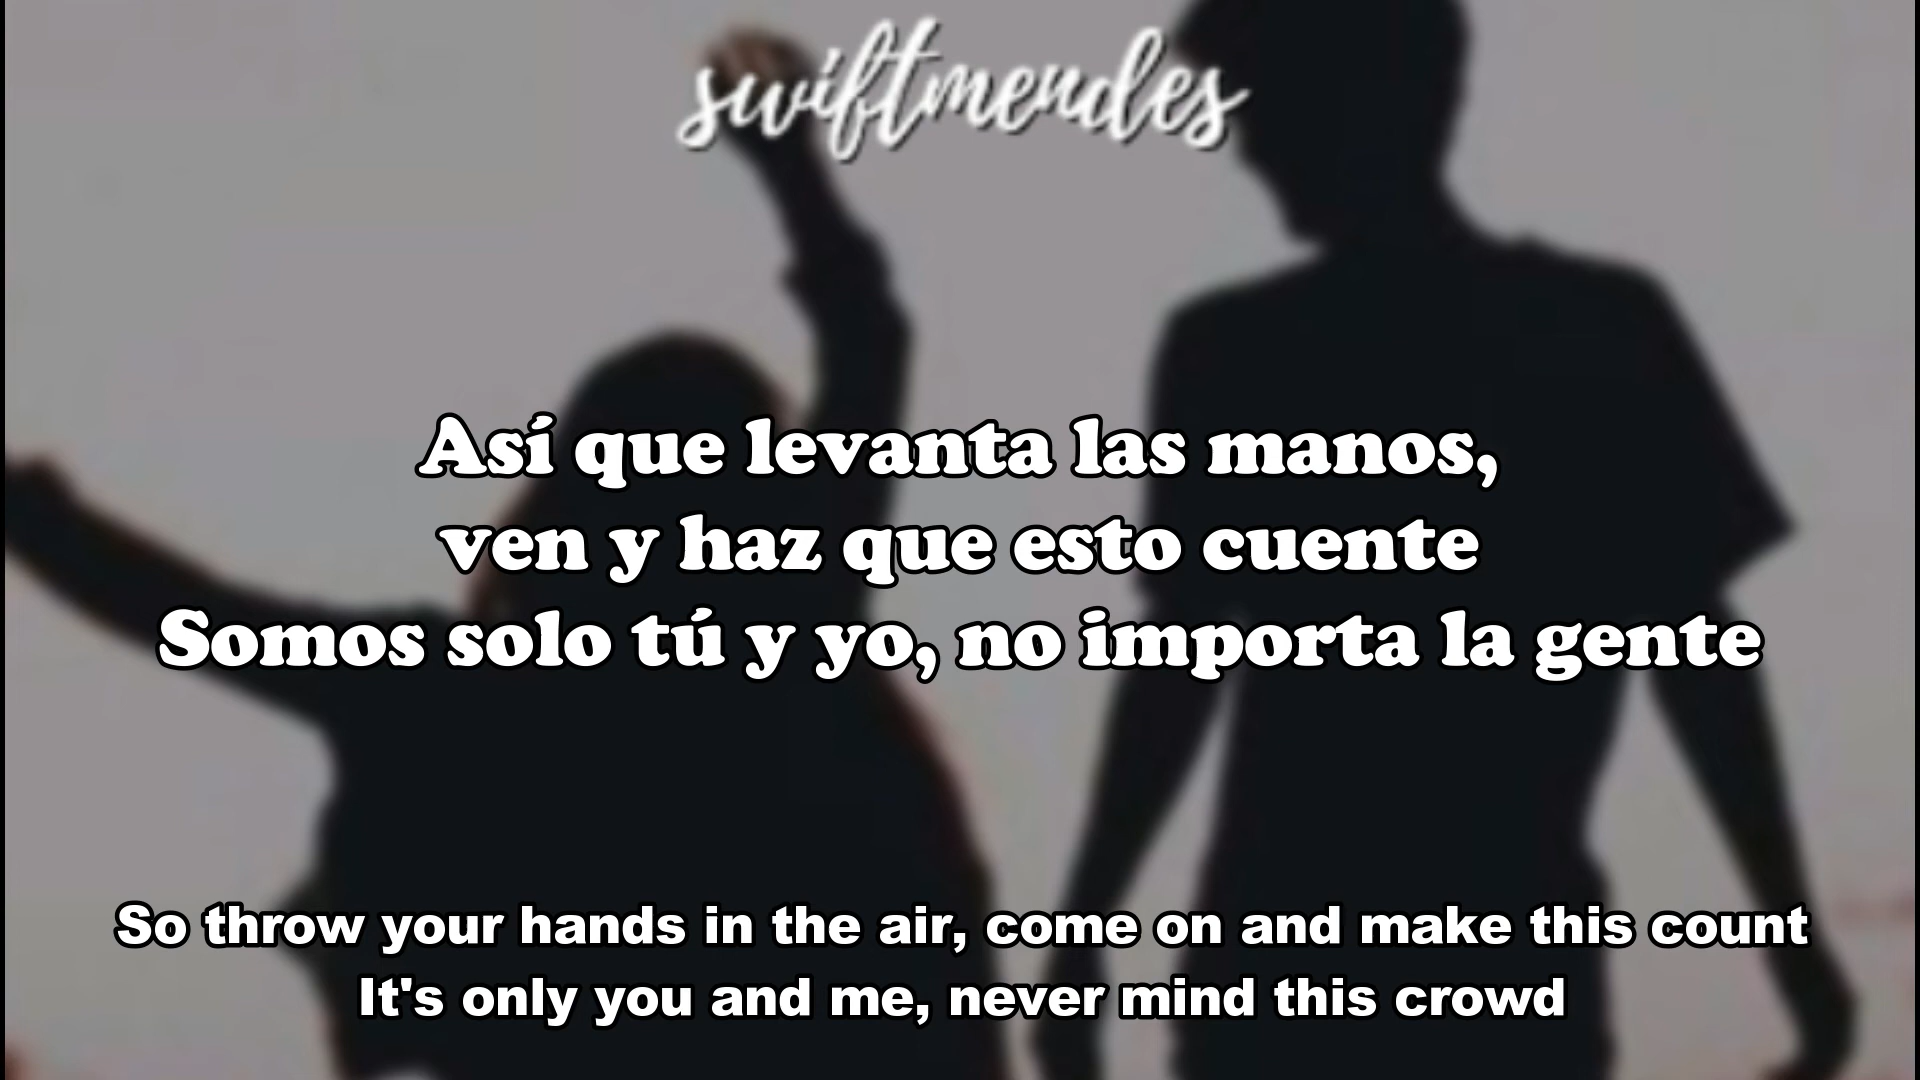 swiftmendes
Así que levanta las manos,
ven y haz que esto cuente
Somos solo tú y yo, no importa la gente
So throw your hands in the air, come on and make this count
It's only you and me, never mind this crowd